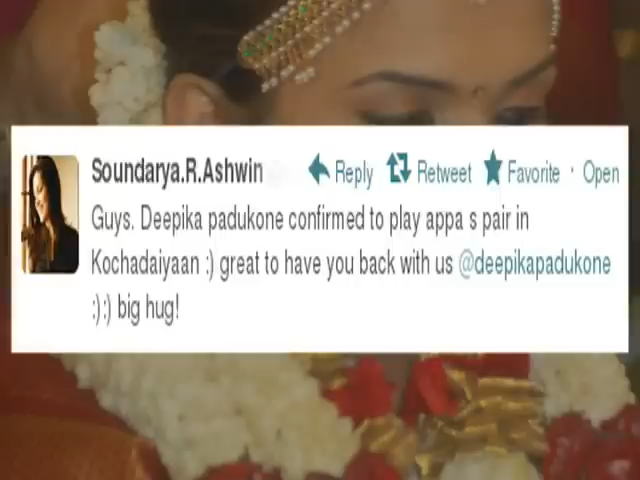 Soundarya.R.Ashwin Reply Retweet Favorite · Open
Guys. Deepika padukone confirmed to play appa s pair in
Kochadaiyaan :) great to have you back with us @deepikapadukone
:):) big hug!